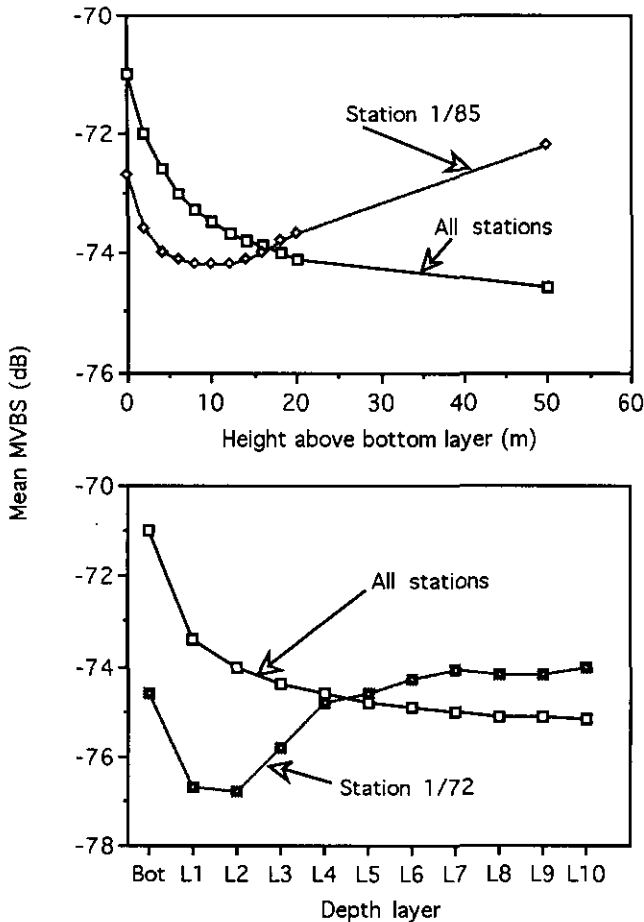 -70
-72
-74
-76
Station 1/85
All stations
0 10 20 30 40 50 60
Height above bottom layer (m)
Mean MVBS (dB)
-70
-72
-74
-76
-78
All stations
Station 1/72
Bot L1 L2 L3 L4 L5 L6 L7 L8 L9 L10
Depth layer